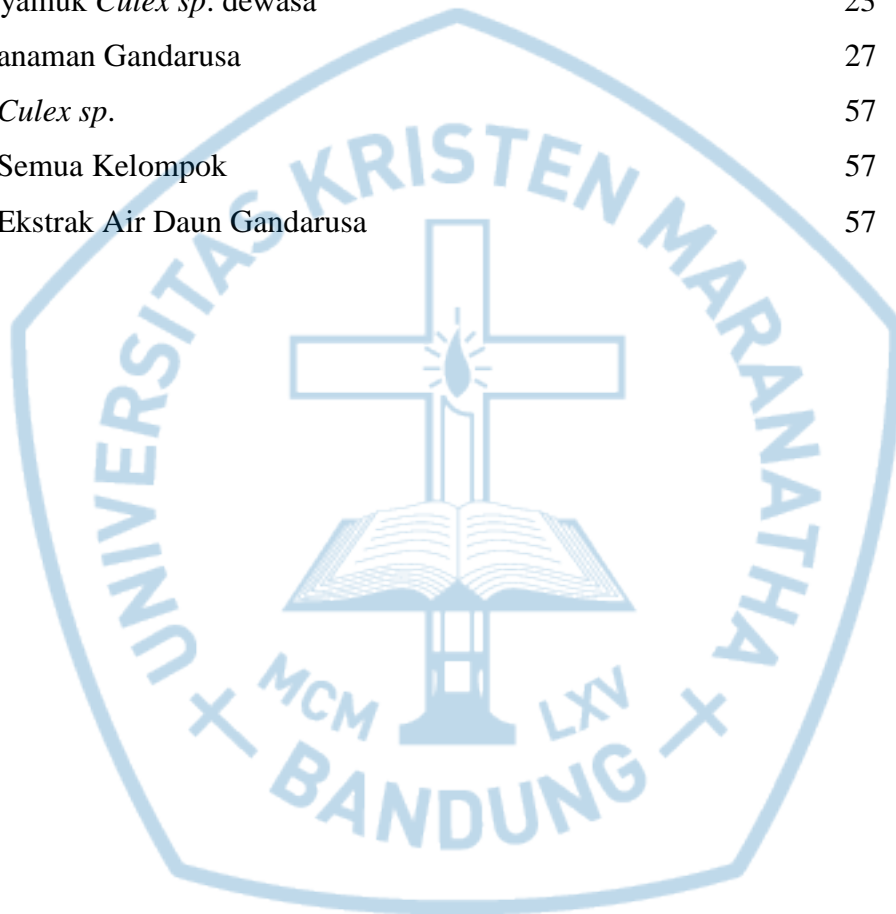 yamuk Culex sp. dewasa 23
anaman Gandarusa 27
Culex sp. 57
Semua Kelompok 57
Ekstrak Air Daun Gandarusa 57
UNIVERSITAS KRISTEN MARANATHA
MCM LXV
+ BANDUNG +